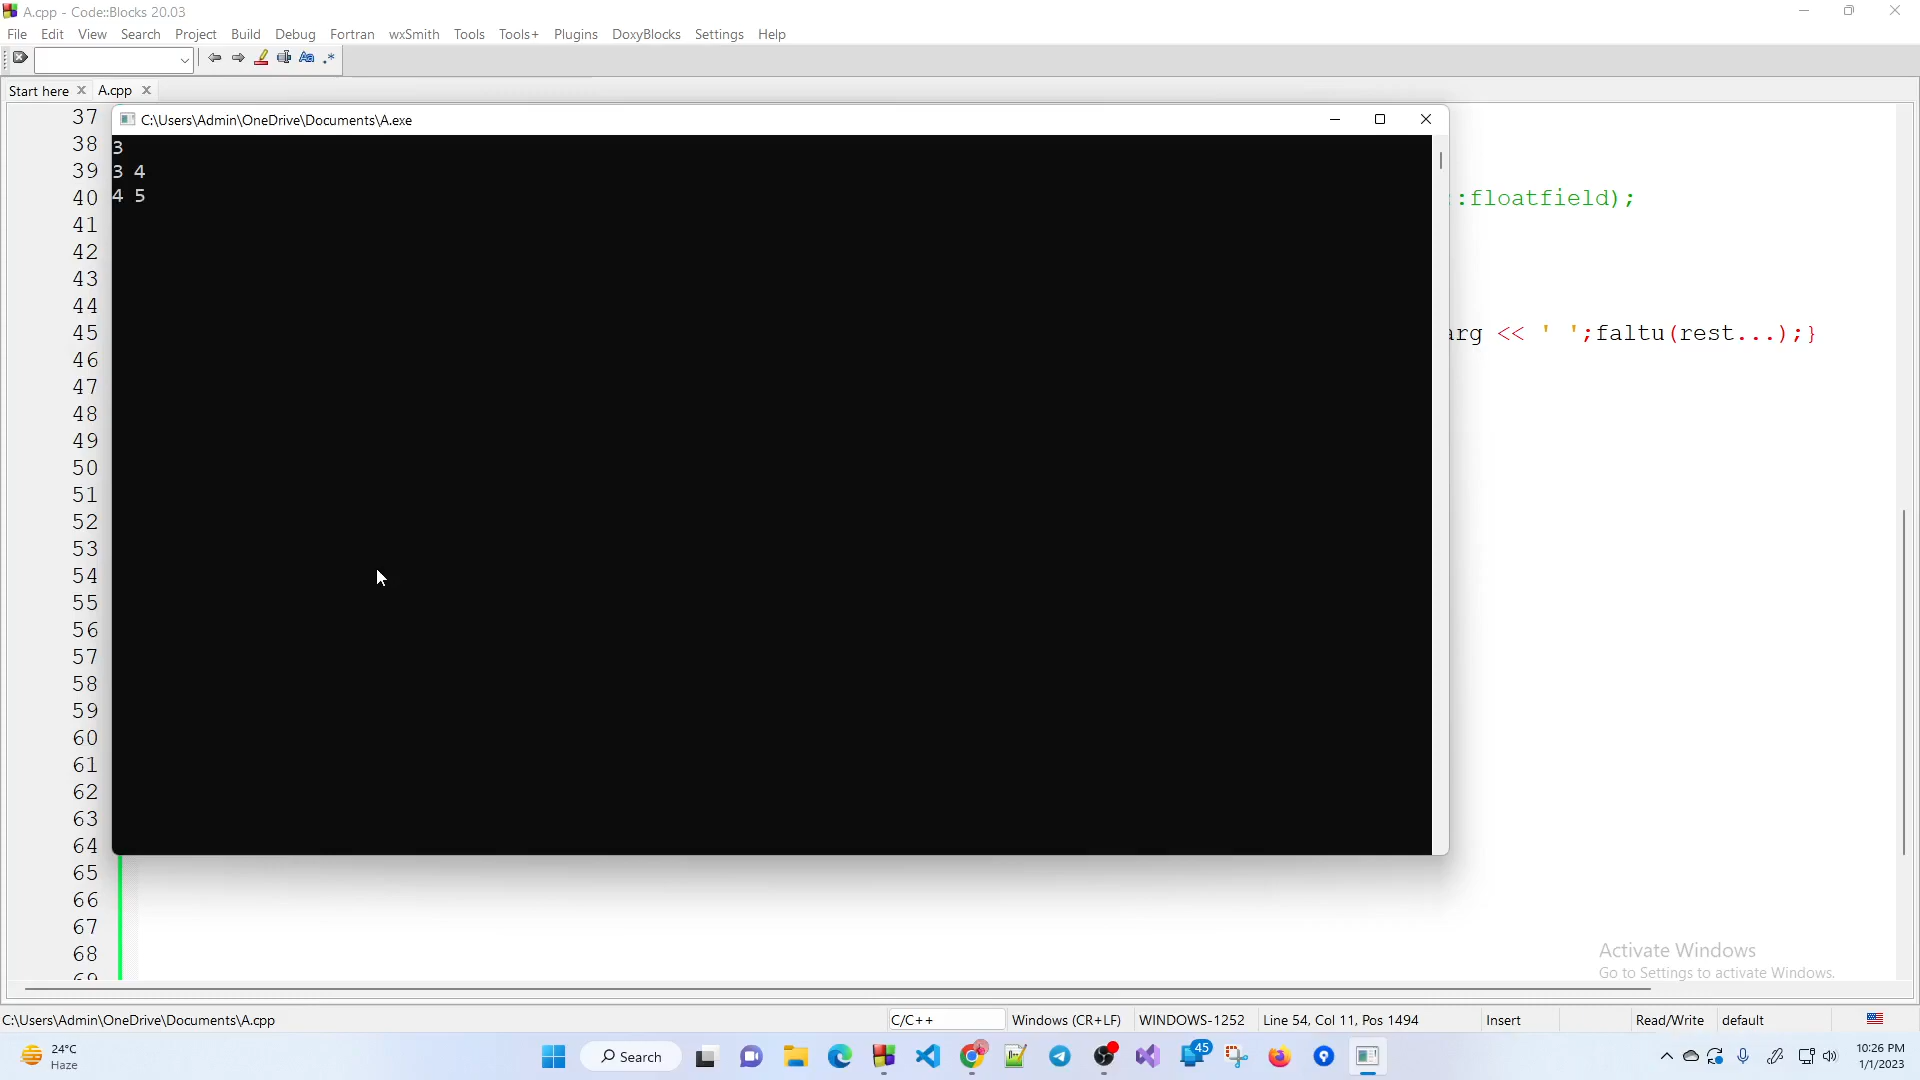 A.cpp - Code::Blocks 20.03
File Edit View Search Project Build Debug Fortran wxSmith Tools Tools+ Plugins DoxyBlocks Settings Help
Start here A.cpp
C:\Users\Admin\OneDrive\Documents\A.exe
3
3 4
4 5
37
38
39
40 ::floatfield);
41
42
43
44
45 arg << ' ';faltu(rest...);}
46
47
48
49
50
51
52
53
54
55
56
57
58
59
60
61
62
63
64
65
66
67
68
69
Activate Windows
Go to Settings to activate Windows.
C:\Users\Admin\OneDrive\Documents\A.cpp C/C++ Windows (CR+LF) WINDOWS-1252 Line 54, Col 11, Pos 1494 Insert Read/Write default
24°C
Haze
Search
45
10:26 PM
1/1/2023